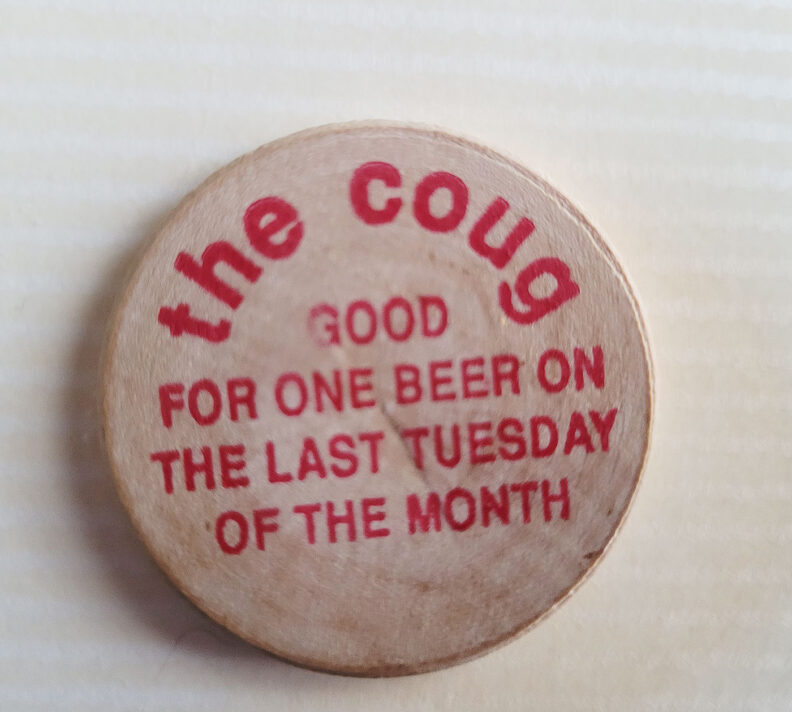 the coug
GOOD
FOR ONE BEER ON
THE LAST TUESDAY
OF THE MONTH